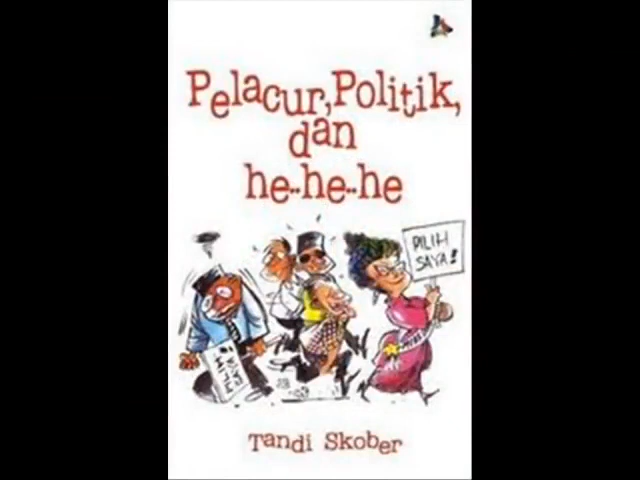 Pelacur, Politik,
dan
he--he--he
PILIH
SAYA!
Tandi Skober